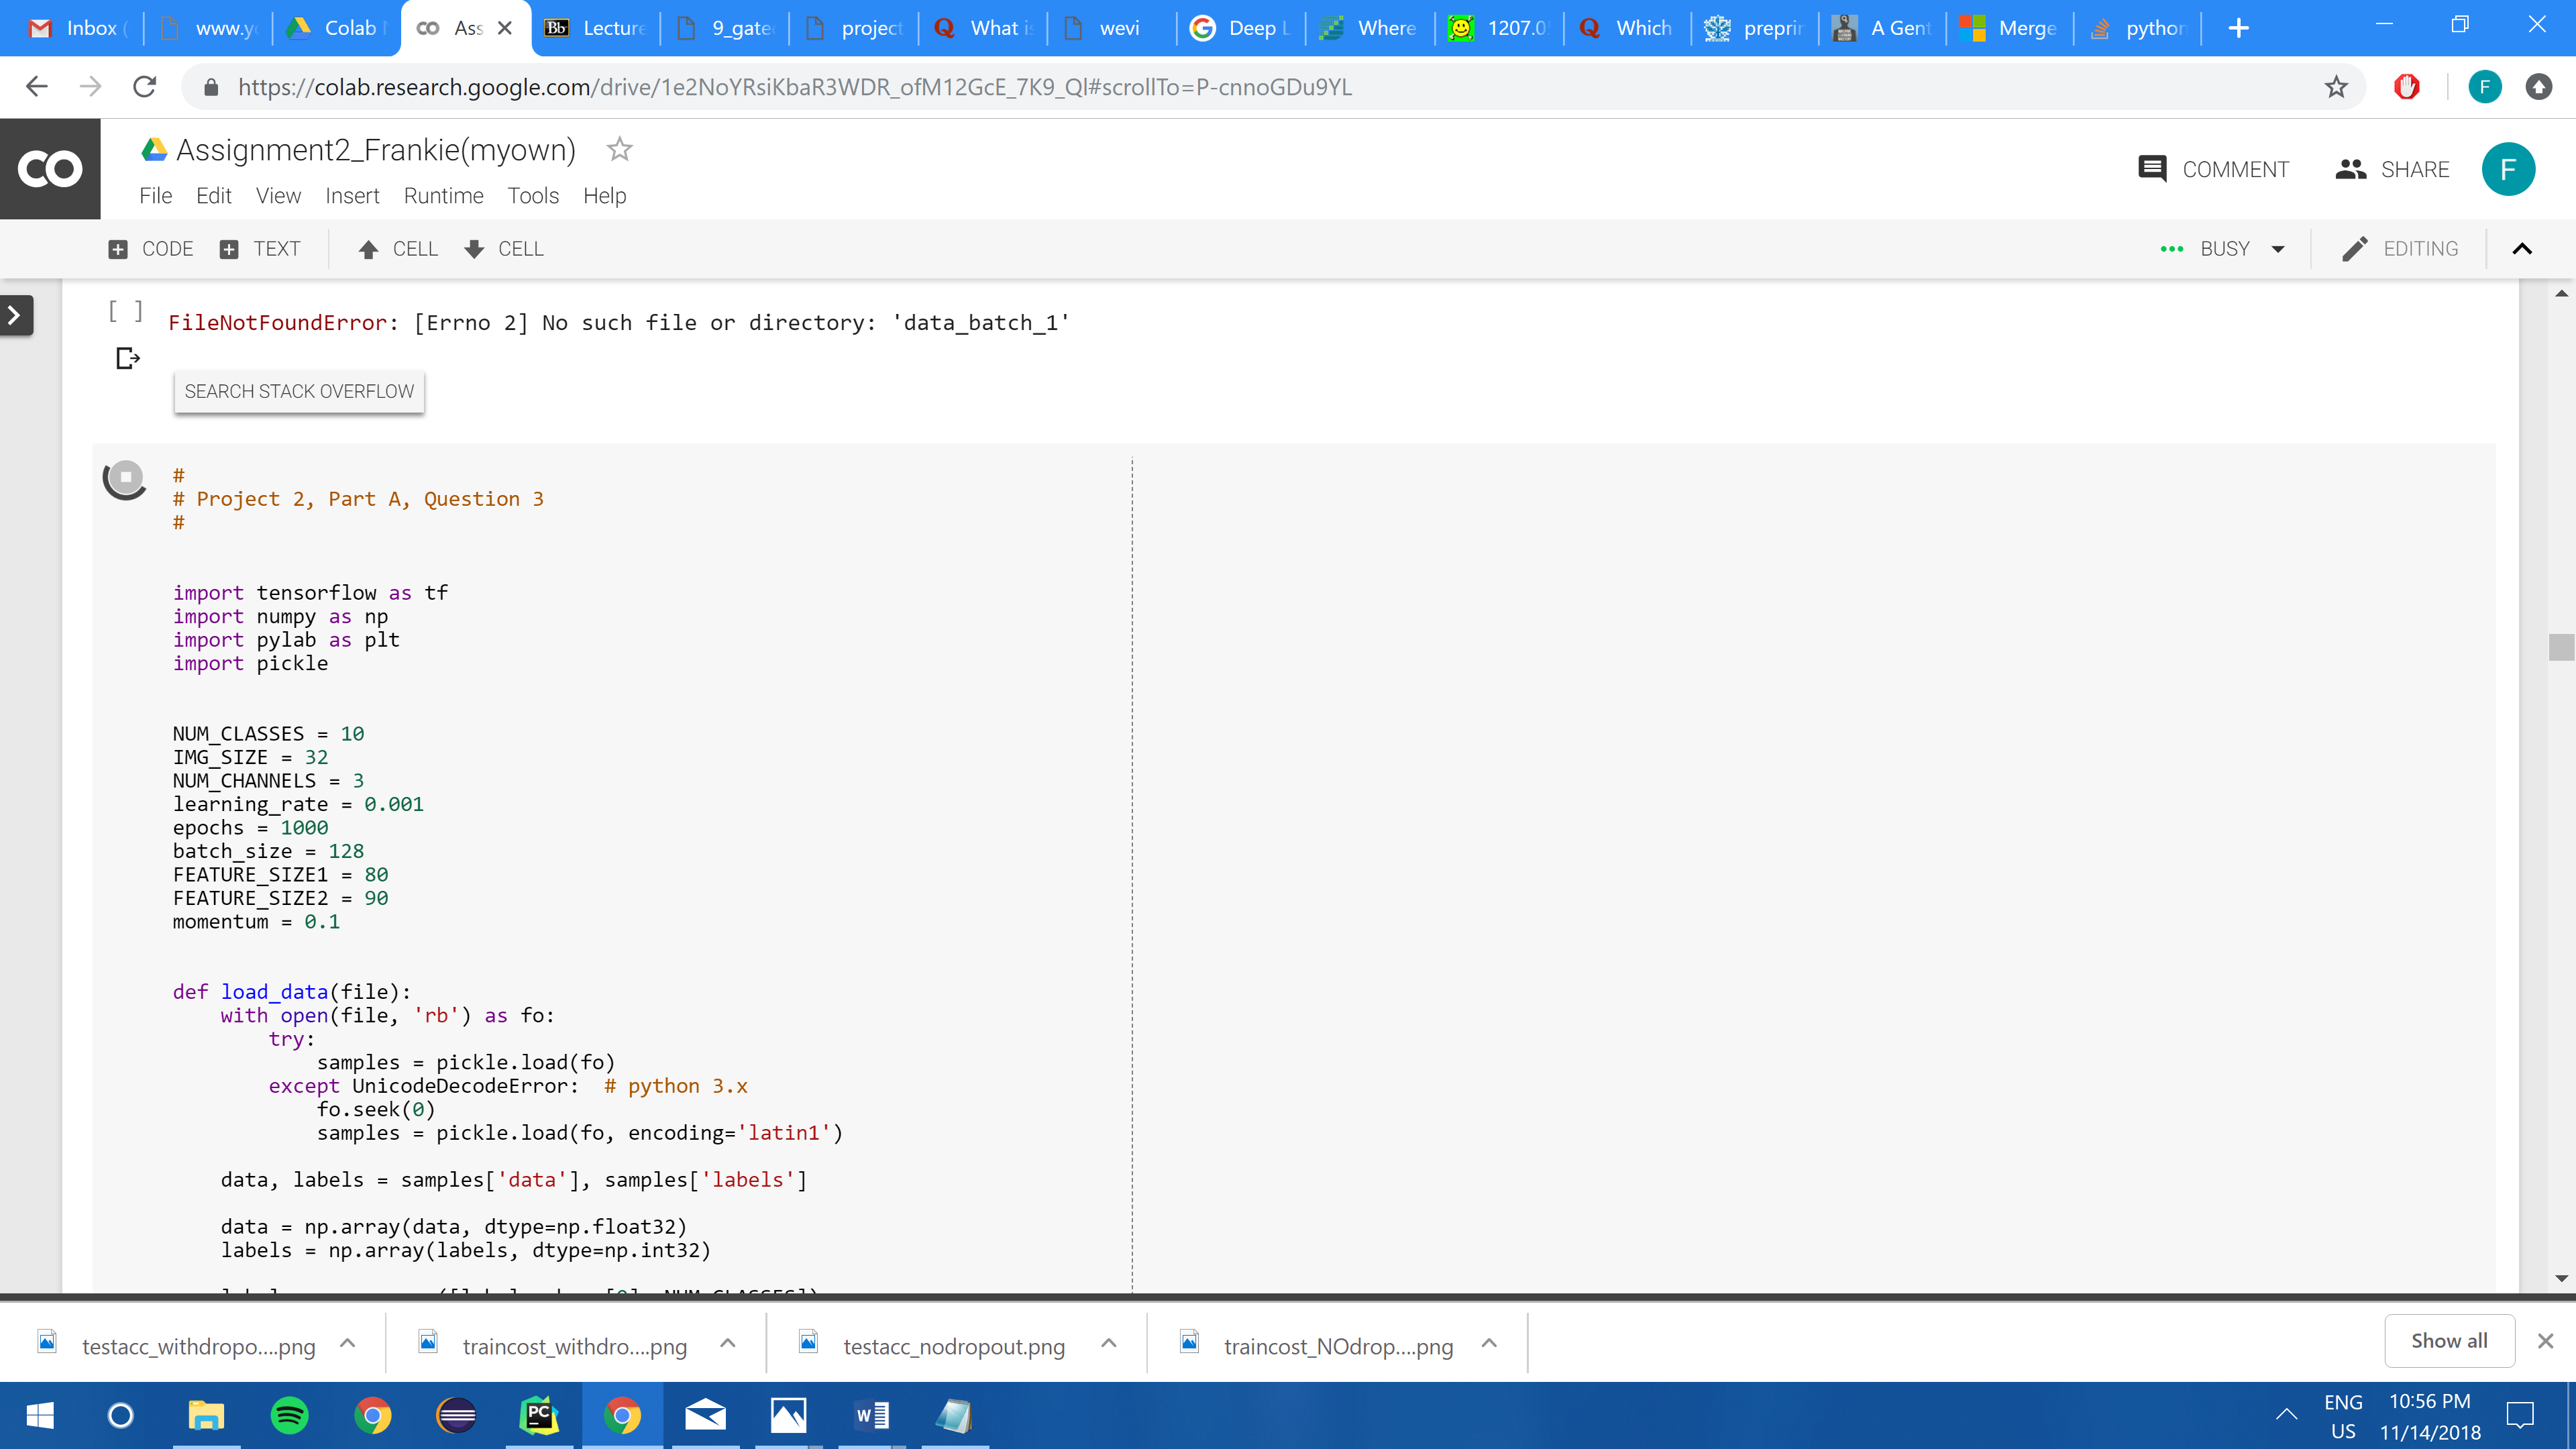 Inbox (
www.yo
Colab N
CO Ass
Bb Lecture
9_gate
project
Q What is
wevi
G Deep L
Where
1207.0
Q Which
preprin
A Gent
Merge
python
https://colab.research.google.com/drive/1e2NoYRsiKbaR3WDR_ofM12GcE_7K9_Ql#scrollTo=P-cnnoGDu9YL
F
CO
Assignment2_Frankie(myown)
File Edit View Insert Runtime Tools Help
COMMENT
SHARE
F
CODE
TEXT
CELL
CELL
BUSY
EDITING
[ ]
FileNotFoundError: [Errno 2] No such file or directory: 'data_batch_1'
SEARCH STACK OVERFLOW
#
# Project 2, Part A, Question 3
#
import tensorflow as tf
import numpy as np
import pylab as plt
import pickle
NUM_CLASSES = 10
IMG_SIZE = 32
NUM_CHANNELS = 3
learning_rate = 0.001
epochs = 1000
batch_size = 128
FEATURE_SIZE1 = 80
FEATURE_SIZE2 = 90
momentum = 0.1
def load_data(file):
with open(file, 'rb') as fo:
try:
samples = pickle.load(fo)
except UnicodeDecodeError:  # python 3.x
fo.seek(0)
samples = pickle.load(fo, encoding='latin1')
data, labels = samples['data'], samples['labels']
data = np.array(data, dtype=np.float32)
labels = np.array(labels, dtype=np.int32)
testacc_withdropo....png
traincost_withdro....png
testacc_nodropout.png
traincost_NOdrop....png
Show all
PC
W
ENG
US
10:56 PM
11/14/2018